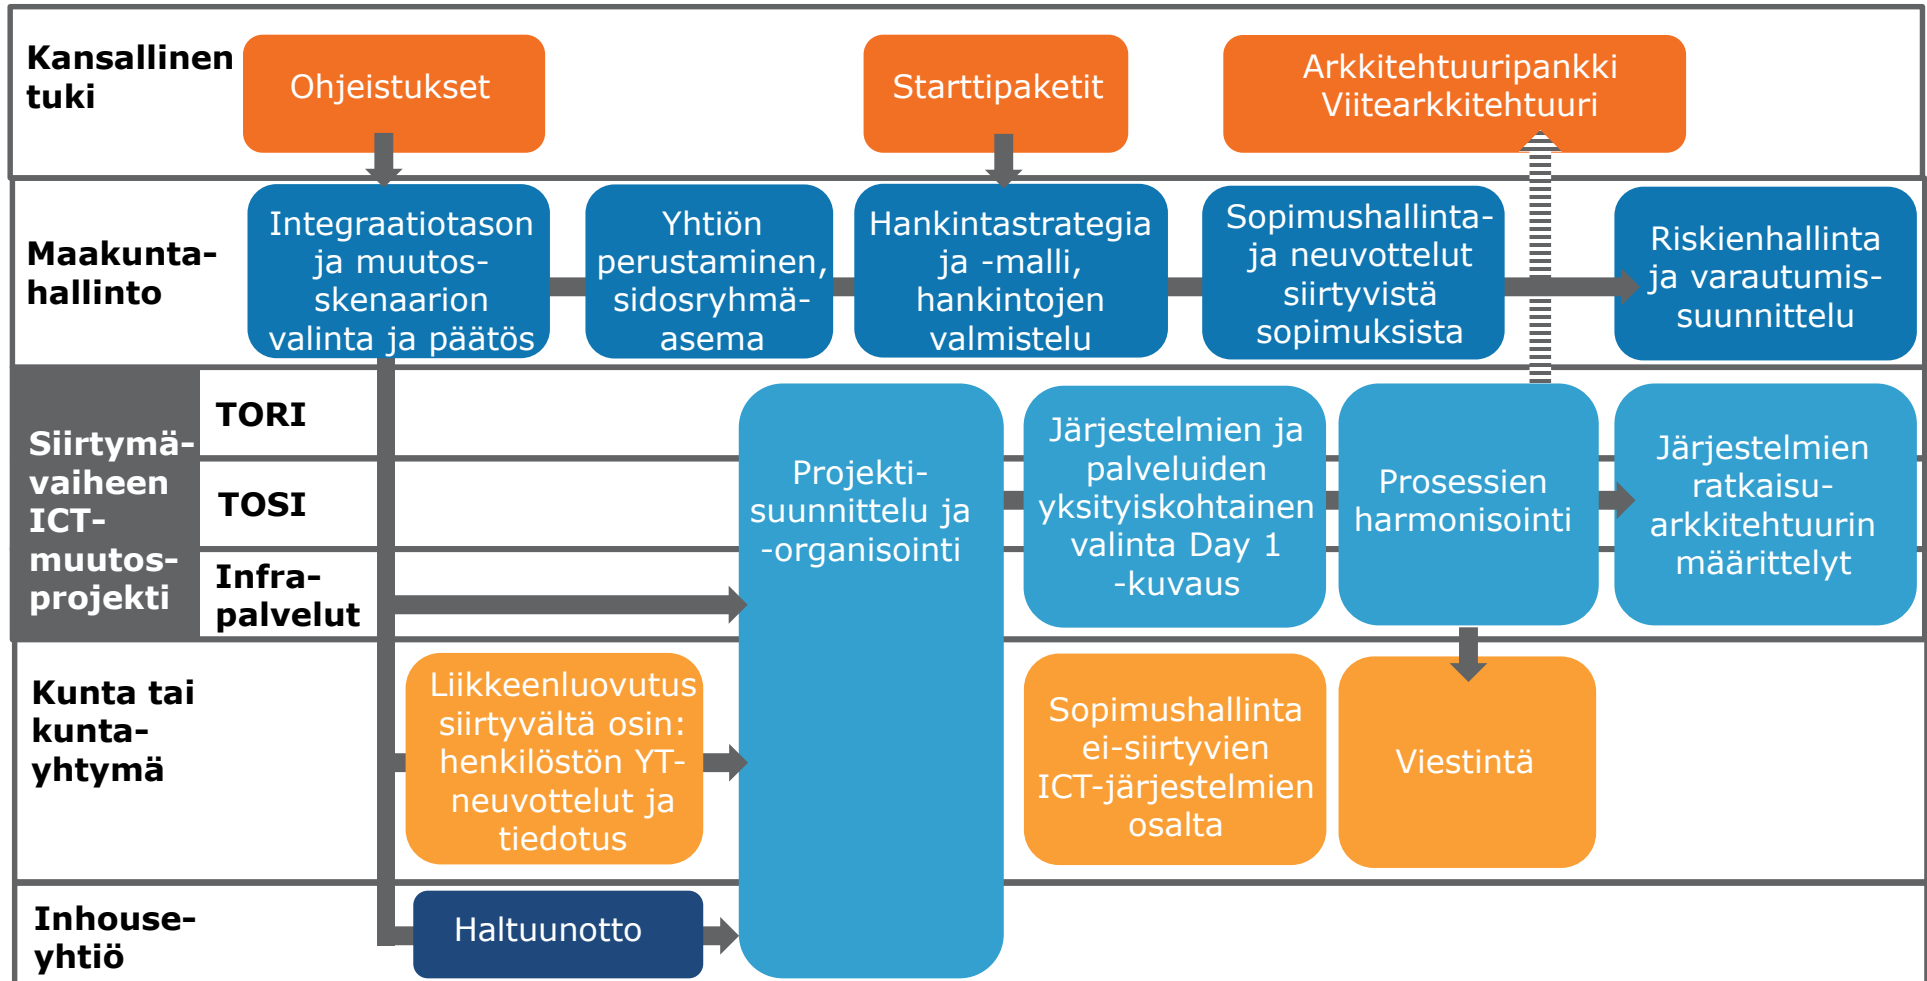 Kansallinen
tuki
Ohjeistukset
Starttipaketit
Arkkitehtuuripankki
Viitearkkitehtuuri
Maakunta-
hallinto
Integraatiotason
ja muutos-
skenaarion
valinta ja päätös
Yhtiön
perustaminen,
sidosryhmä-
asema
Hankintastrategia
ja -malli,
hankintojen
valmistelu
Sopimushallinta-
ja neuvottelut
siirtyvistä
sopimuksista
Riskienhallinta
ja varautumis-
suunnittelu
Siirtymä-
vaiheen
ICT-
muutos-
projekti
TORI
TOSI
Infra-
palvelut
Projekti-
suunnittelu ja
-organisointi
Järjestelmien ja
palveluiden
yksityiskohtainen
valinta Day 1
-kuvaus
Prosessien
harmonisointi
Järjestelmien
ratkaisu-
arkkitehtuurin
määrittelyt
Kunta tai
kunta-
yhtymä
Liikkeenluovutus
siirtyvältä osin:
henkilöstön YT-
neuvottelut ja
tiedotus
Sopimushallinta
ei-siirtyvien
ICT-järjestelmien
osalta
Viestintä
Inhouse-
yhtiö
Haltuunotto